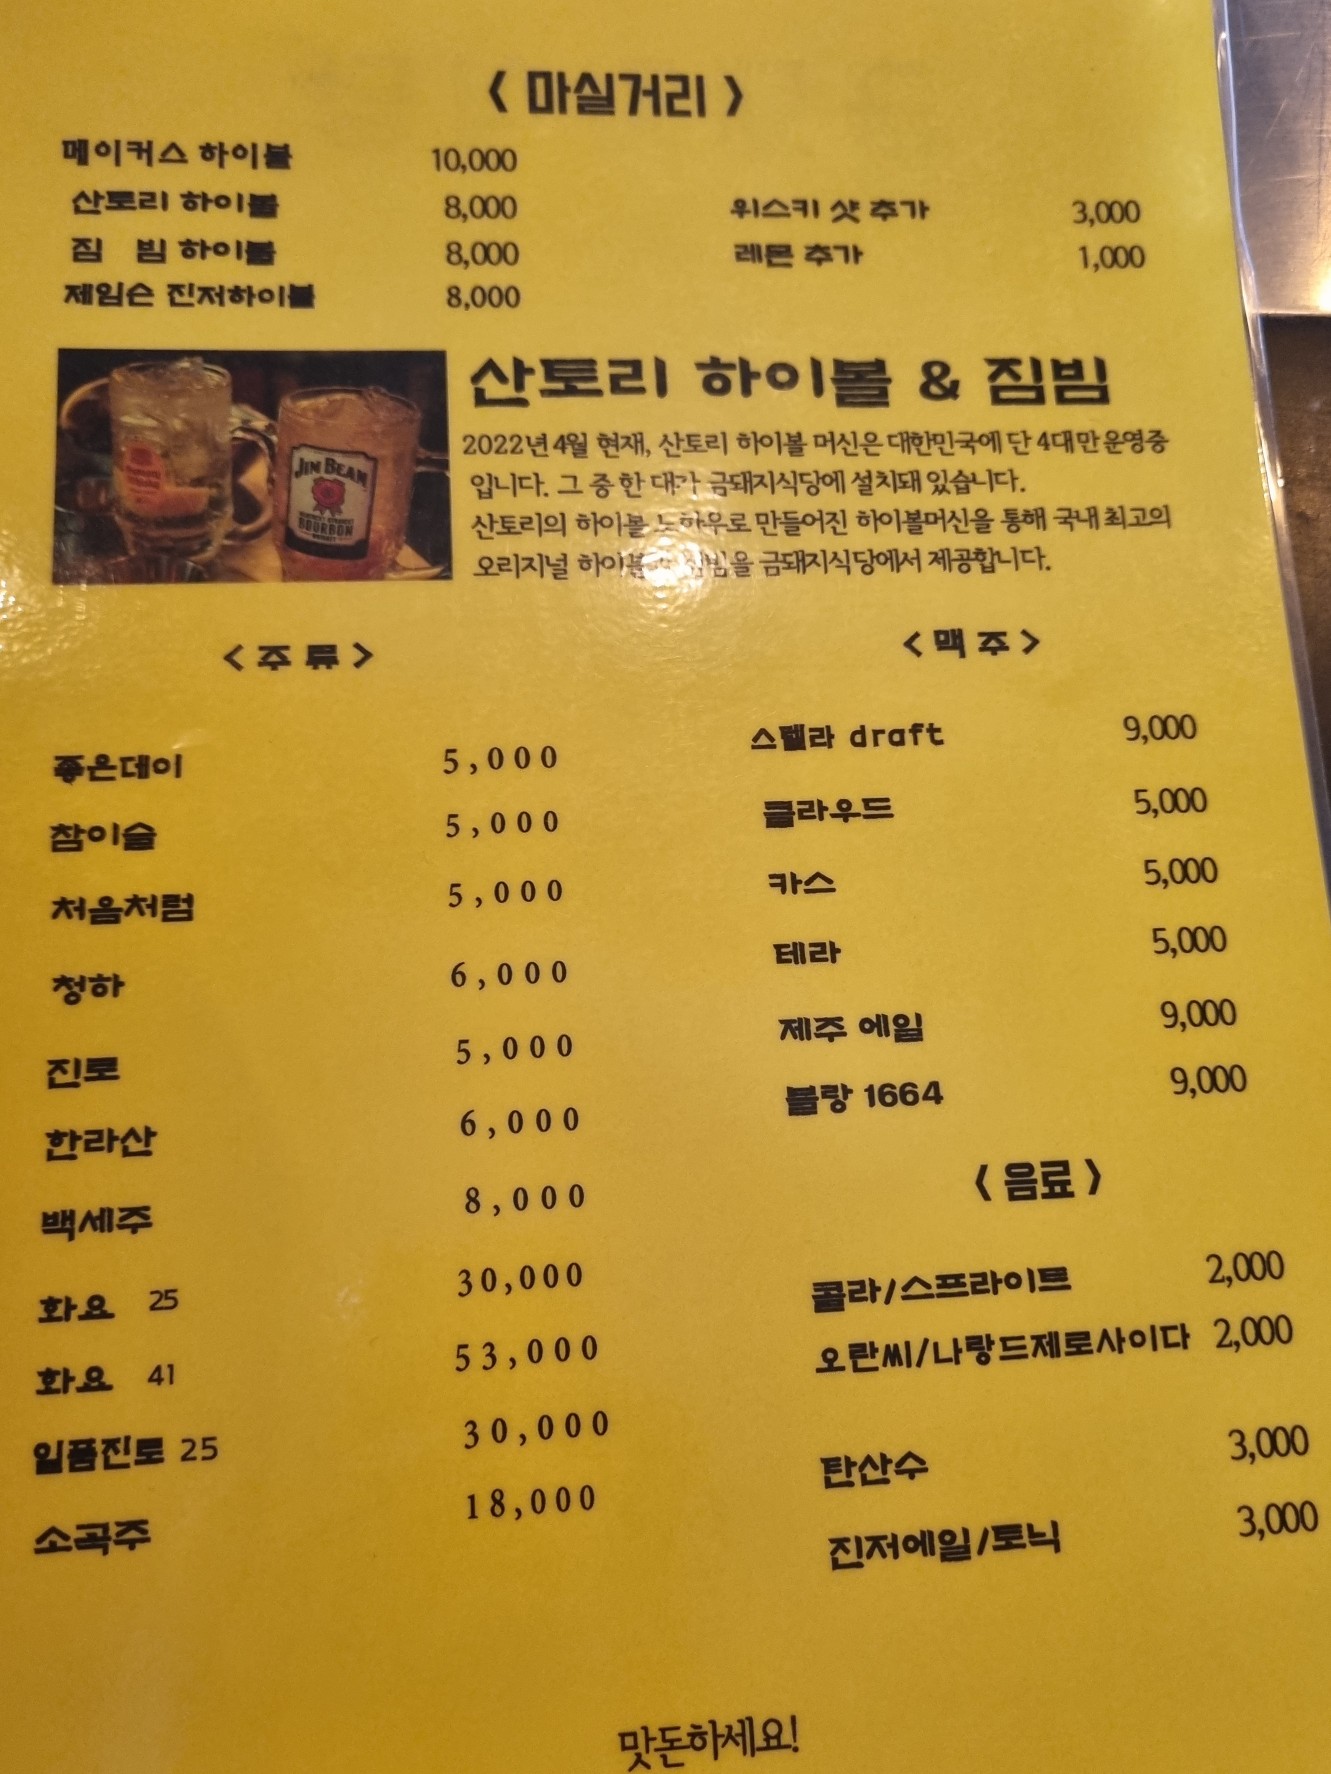 < 마실거리 >
메이커스 하이볼 10,000
산토리 하이볼 8,000 위스키 샷 추가 3,000
짐 빔 하이볼 8,000 레몬 추가 1,000
제임슨 진저하이볼 8,000
산토리 하이볼 & 짐빔
2022년 4월 현재, 산토리 하이볼 머신은 대한민국에 단 4대만 운영중
입니다. 그 중 한 대가 금돼지식당에 설치돼 있습니다.
산토리의 하이볼 노하우로 만들어진 하이볼머신을 통해 국내 최고의
오리지널 하이볼과 짐빔을 금돼지식당에서 제공합니다.
JIM BEAM
BOURBON
< 주 류 >
좋은데이 5,000
참이슬 5,000
처음처럼 5,000
청하 6,000
진로 5,000
한라산 6,000
백세주 8,000
화요 25 30,000
화요 41 53,000
일품진로 25 30,000
소곡주 18,000
< 맥 주 >
스텔라 draft 9,000
클라우드 5,000
카스 5,000
테라 5,000
제주 에일 9,000
블랑 1664 9,000
< 음료 >
콜라/스프라이트 2,000
오란씨/나랑드제로사이다 2,000
탄산수 3,000
진저에일/토닉 3,000
맛돈하세요!